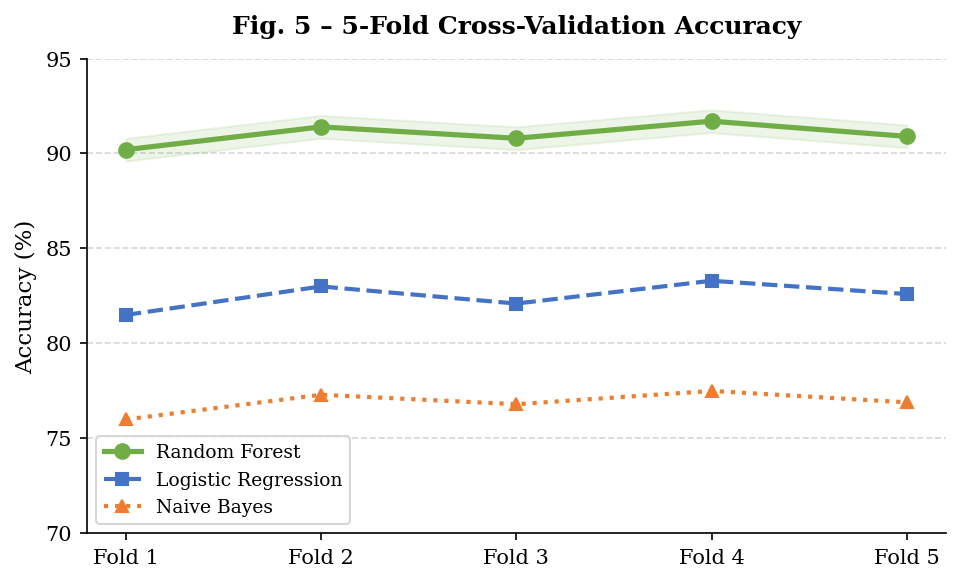 Fig. 5 – 5-Fold Cross-Validation Accuracy
Accuracy (%)
95
90
85
80
75
70
Random Forest
Logistic Regression
Naive Bayes
Fold 1
Fold 2
Fold 3
Fold 4
Fold 5